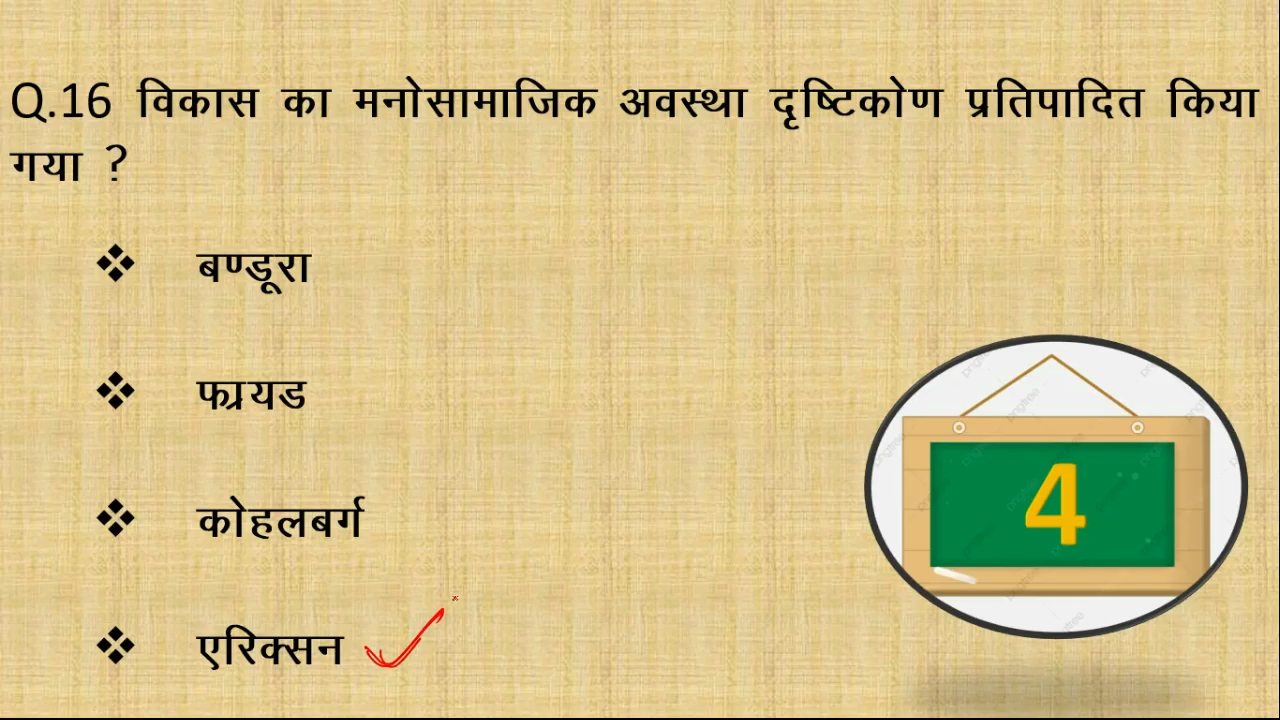 Q.16 विकास का मनोसामाजिक अवस्था दृष्टिकोण प्रतिपादित किया
गया ?
❖ बण्डूरा
❖ फ्रायड
❖ कोहलबर्ग
4
❖ एरिक्सन